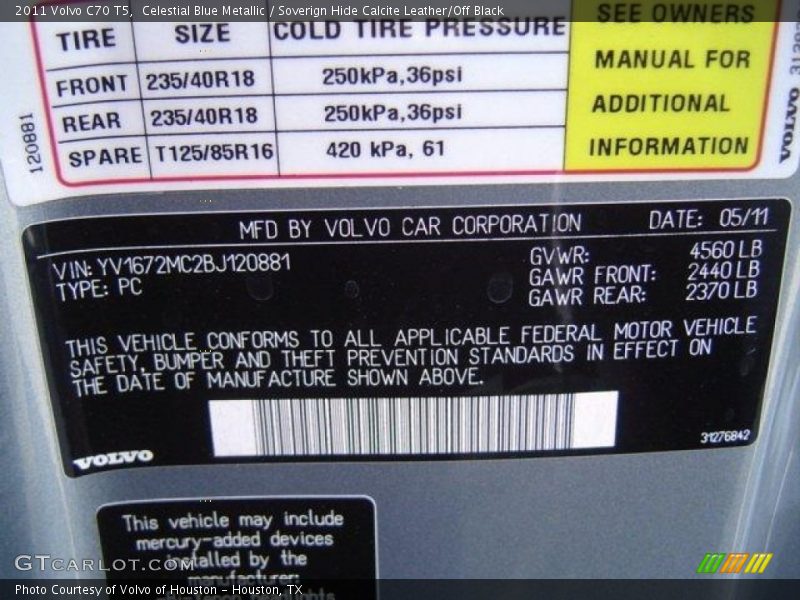 2011 Volvo C70 T5, Celestial Blue Metallic / Soverign Hide Calcite Leather/Off Black
TIRE SIZE COLD TIRE PRESSURE
FRONT 235/40R18 250kPa,36psi
REAR 235/40R18 250kPa,36psi
SPARE T125/85R16 420 kPa, 61
SEE OWNERS
MANUAL FOR
ADDITIONAL
INFORMATION
120881
VOLVO
MFD BY VOLVO CAR CORPORATION DATE: 05/11
VIN: YV1672MC2BJ120881
TYPE: PC
GVWR: 4560 LB
GAWR FRONT: 2440 LB
GAWR REAR: 2370 LB
THIS VEHICLE CONFORMS TO ALL APPLICABLE FEDERAL MOTOR VEHICLE
SAFETY, BUMPER AND THEFT PREVENTION STANDARDS IN EFFECT ON
THE DATE OF MANUFACTURE SHOWN ABOVE.
VOLVO
31276842
This vehicle may include
mercury-added devices
installed by the
manufacturer:
GTCarLot.com
Photo Courtesy of Volvo of Houston - Houston, TX